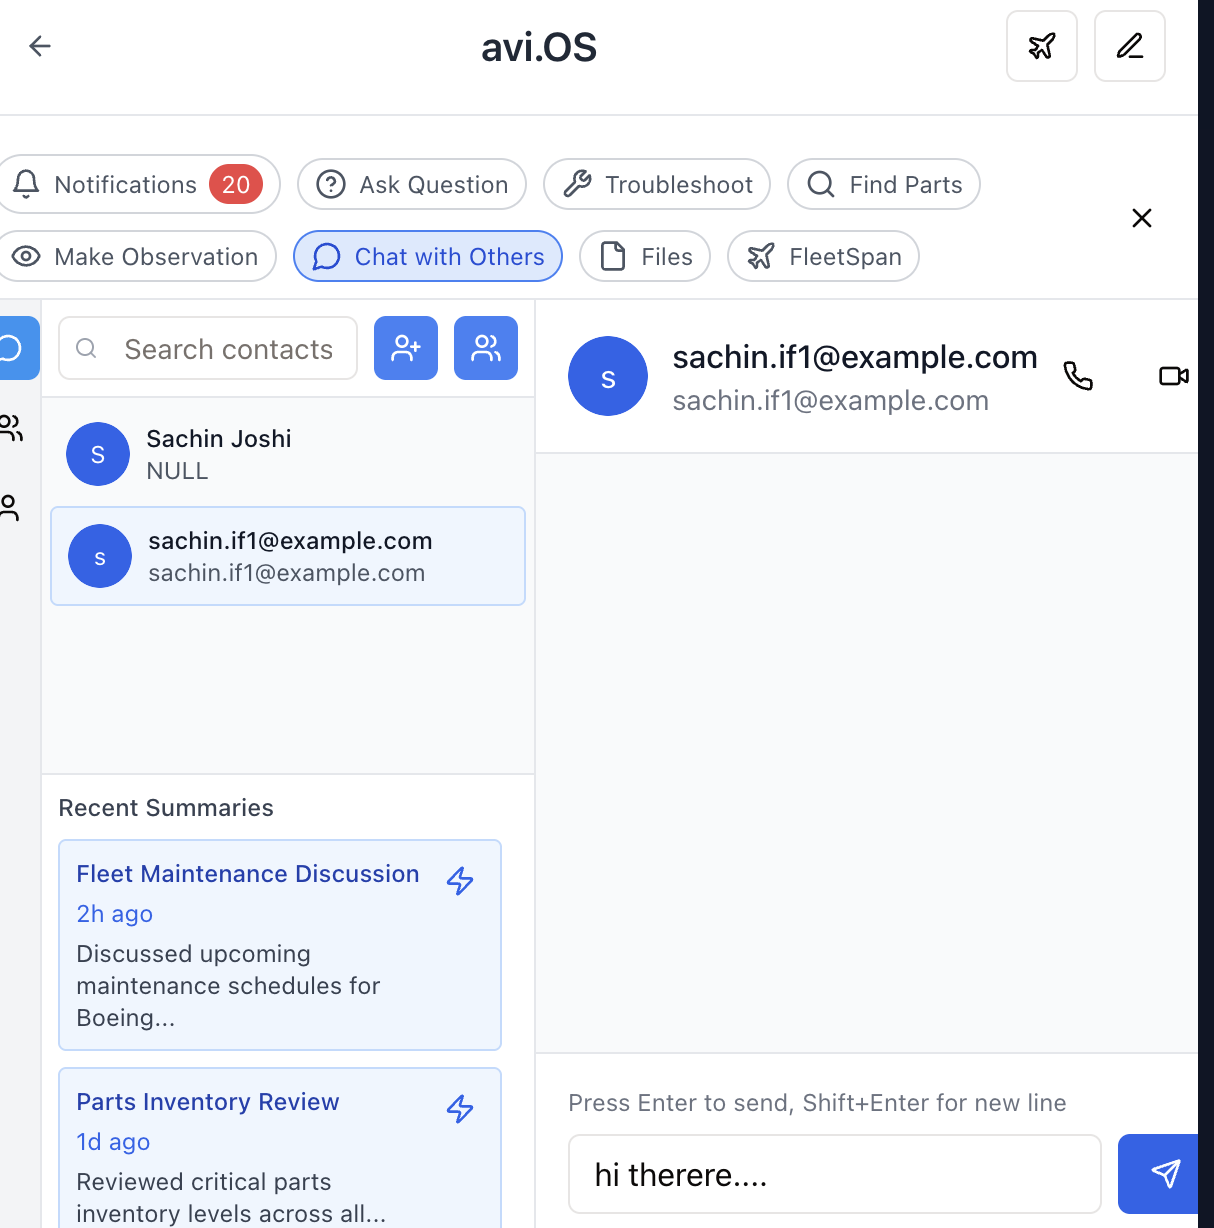 avi.OS
Notifications 20 Ask Question Troubleshoot Find Parts
Make Observation Chat with Others Files FleetSpan
Search contacts
S Sachin Joshi
NULL
s sachin.if1@example.com
sachin.if1@example.com
Recent Summaries
Fleet Maintenance Discussion
2h ago
Discussed upcoming
maintenance schedules for
Boeing...
Parts Inventory Review
1d ago
Reviewed critical parts
inventory levels across all...
s sachin.if1@example.com
sachin.if1@example.com
Press Enter to send, Shift+Enter for new line
hi therere....